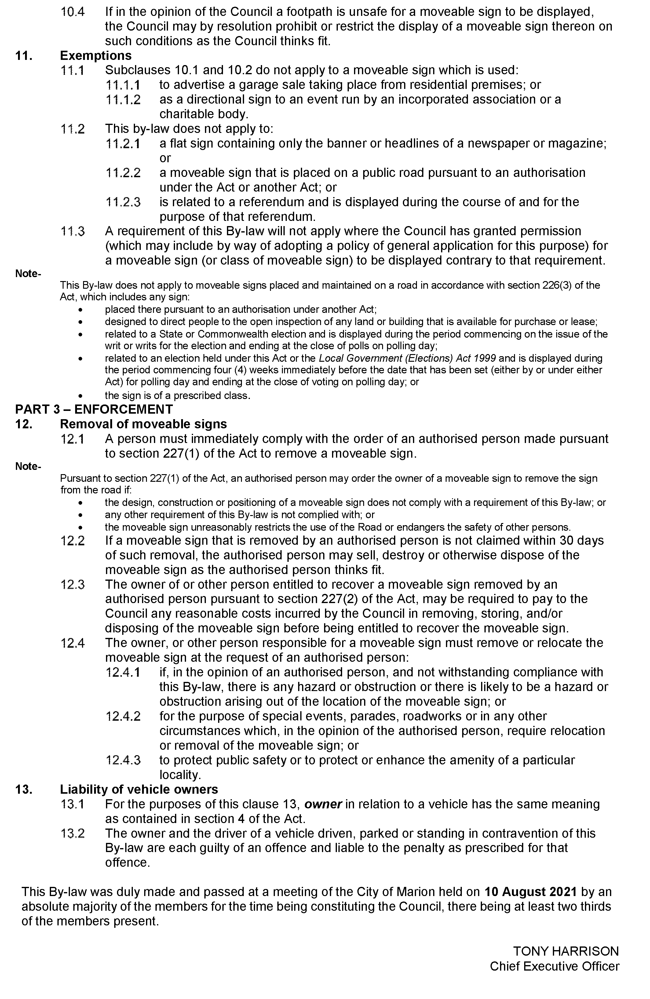 10.4 If in the opinion of the Council a footpath is unsafe for a moveable sign to be displayed,
the Council may by resolution prohibit or restrict the display of a moveable sign thereon on
such conditions as the Council thinks fit.
11. Exemptions
11.1 Subclauses 10.1 and 10.2 do not apply to a moveable sign which is used:
11.1.1 to advertise a garage sale taking place from residential premises; or
11.1.2 as a directional sign to an event run by an incorporated association or a
charitable body.
11.2 This by-law does not apply to:
11.2.1 a flat sign containing only the banner or headlines of a newspaper or magazine;
or
11.2.2 a moveable sign that is placed on a public road pursuant to an authorisation
under the Act or another Act; or
11.2.3 is related to a referendum and is displayed during the course of and for the
purpose of that referendum.
11.3 A requirement of this By-law will not apply where the Council has granted permission
(which may include by way of adopting a policy of general application for this purpose) for
a moveable sign (or class of moveable sign) to be displayed contrary to that requirement.
Note-
This By-law does not apply to moveable signs placed and maintained on a road in accordance with section 226(3) of the
Act, which includes any sign:
• placed there pursuant to an authorisation under another Act;
• designed to direct people to the open inspection of any land or building that is available for purchase or lease;
• related to a State or Commonwealth election and is displayed during the period commencing on the issue of the
writ or writs for the election and ending at the close of polls on polling day;
• related to an election held under this Act or the Local Government (Elections) Act 1999 and is displayed during
the period commencing four (4) weeks immediately before the date that has been set (either by or under either
Act) for polling day and ending at the close of voting on polling day; or
• the sign is of a prescribed class.
PART 3 – ENFORCEMENT
12. Removal of moveable signs
12.1 A person must immediately comply with the order of an authorised person made pursuant
to section 227(1) of the Act to remove a moveable sign.
Note-
Pursuant to section 227(1) of the Act, an authorised person may order the owner of a moveable sign to remove the sign
from the road if:
• the design, construction or positioning of a moveable sign does not comply with a requirement of this By-law; or
• any other requirement of this By-law is not complied with; or
• the moveable sign unreasonably restricts the use of the Road or endangers the safety of other persons.
12.2 If a moveable sign that is removed by an authorised person is not claimed within 30 days
of such removal, the authorised person may sell, destroy or otherwise dispose of the
moveable sign as the authorised person thinks fit.
12.3 The owner of or other person entitled to recover a moveable sign removed by an
authorised person pursuant to section 227(2) of the Act, may be required to pay to the
Council any reasonable costs incurred by the Council in removing, storing, and/or
disposing of the moveable sign before being entitled to recover the moveable sign.
12.4 The owner, or other person responsible for a moveable sign must remove or relocate the
moveable sign at the request of an authorised person:
12.4.1 if, in the opinion of an authorised person, and not withstanding compliance with
this By-law, there is any hazard or obstruction or there is likely to be a hazard or
obstruction arising out of the location of the moveable sign; or
12.4.2 for the purpose of special events, parades, roadworks or in any other
circumstances which, in the opinion of the authorised person, require relocation
or removal of the moveable sign; or
12.4.3 to protect public safety or to protect or enhance the amenity of a particular
locality.
13. Liability of vehicle owners
13.1 For the purposes of this clause 13, owner in relation to a vehicle has the same meaning
as contained in section 4 of the Act.
13.2 The owner and the driver of a vehicle driven, parked or standing in contravention of this
By-law are each guilty of an offence and liable to the penalty as prescribed for that
offence.
This By-law was duly made and passed at a meeting of the City of Marion held on 10 August 2021 by an
absolute majority of the members for the time being constituting the Council, there being at least two thirds
of the members present.
TONY HARRISON
Chief Executive Officer